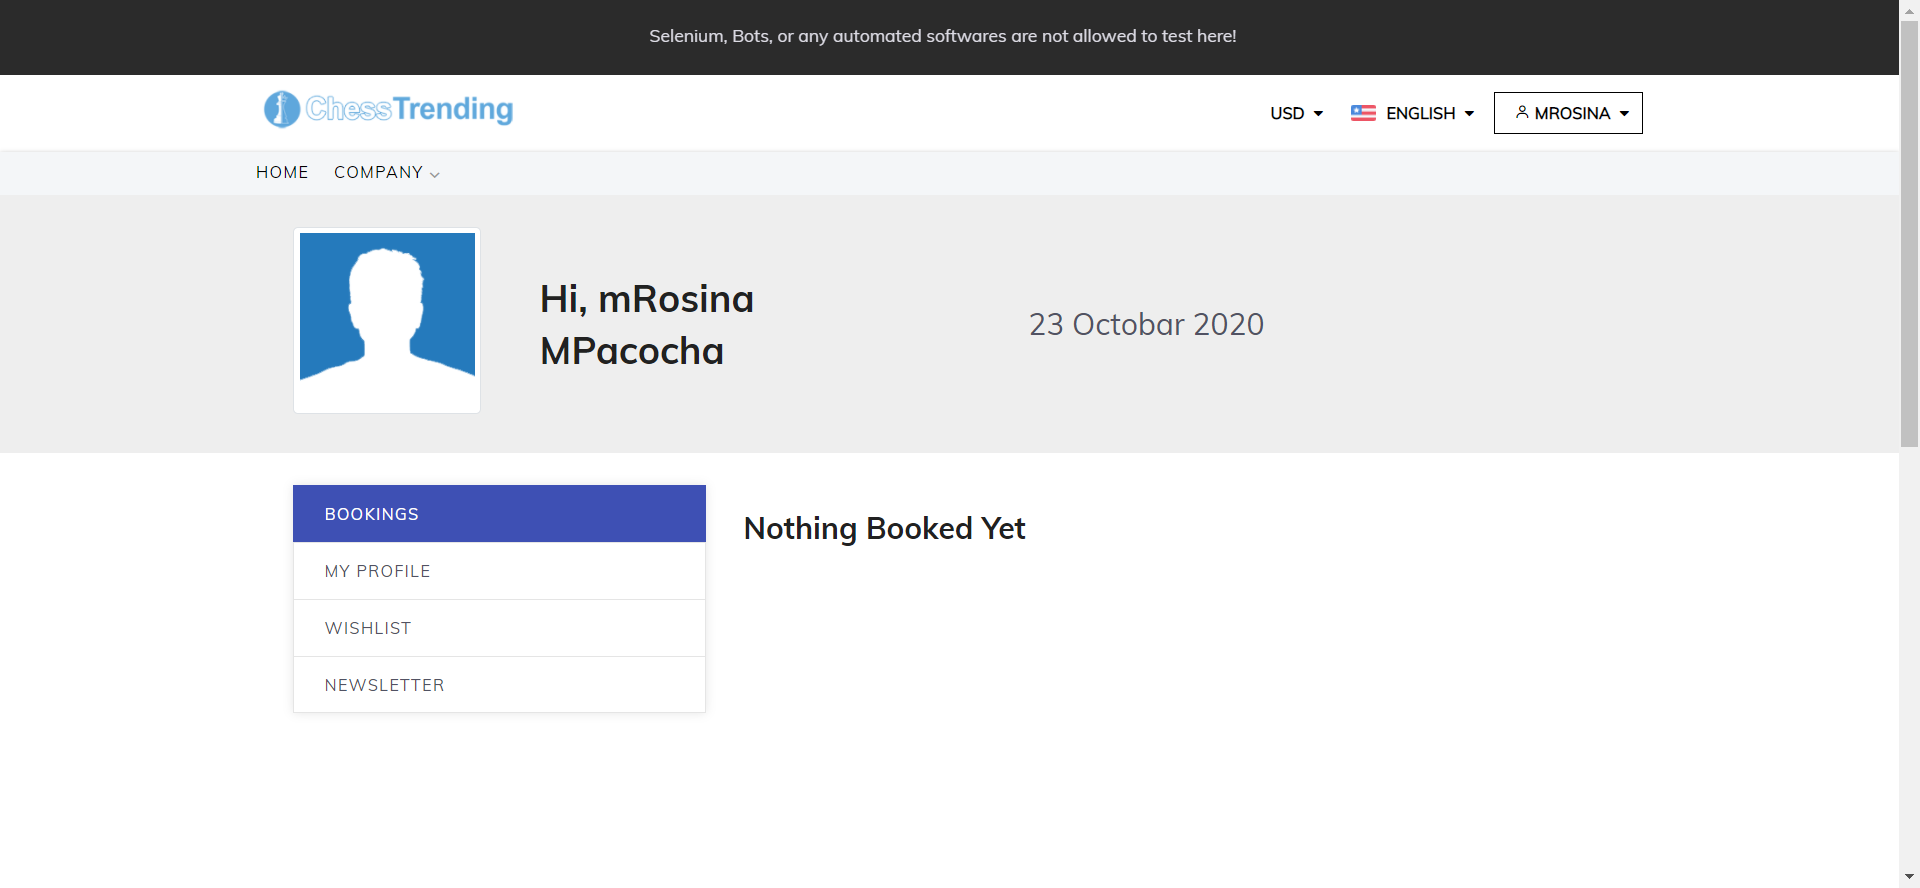 Selenium, Bots, or any automated softwares are not allowed to test here!
ChessTrending
USD
ENGLISH
MROSINA
HOME
COMPANY
Hi, mRosina
MPacocha
23 Octobar 2020
BOOKINGS
MY PROFILE
WISHLIST
NEWSLETTER
Nothing Booked Yet